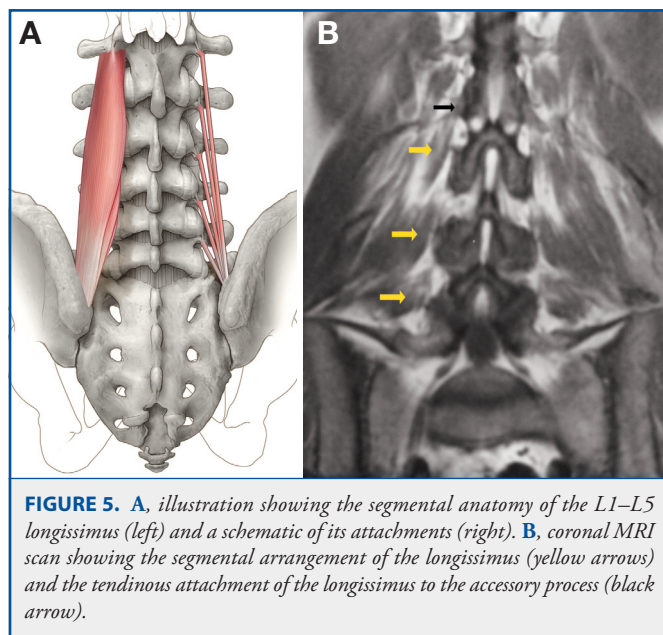 A
B
FIGURE 5. A, illustration showing the segmental anatomy of the L1–L5
longissimus (left) and a schematic of its attachments (right). B, coronal MRI
scan showing the segmental arrangement of the longissimus (yellow arrows)
and the tendinous attachment of the longissimus to the accessory process (black
arrow).